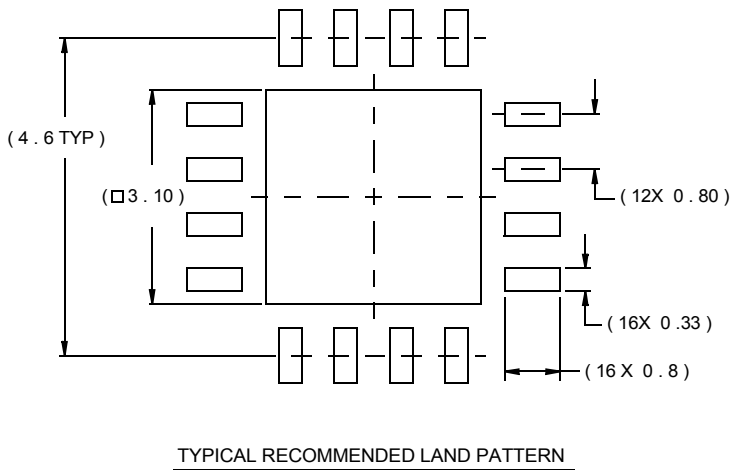 ( 4 . 6 TYP )
( □ 3 . 10 )
( 12X 0 . 80 )
( 16X 0 .33 )
( 16 X 0 . 8 )
TYPICAL RECOMMENDED LAND PATTERN